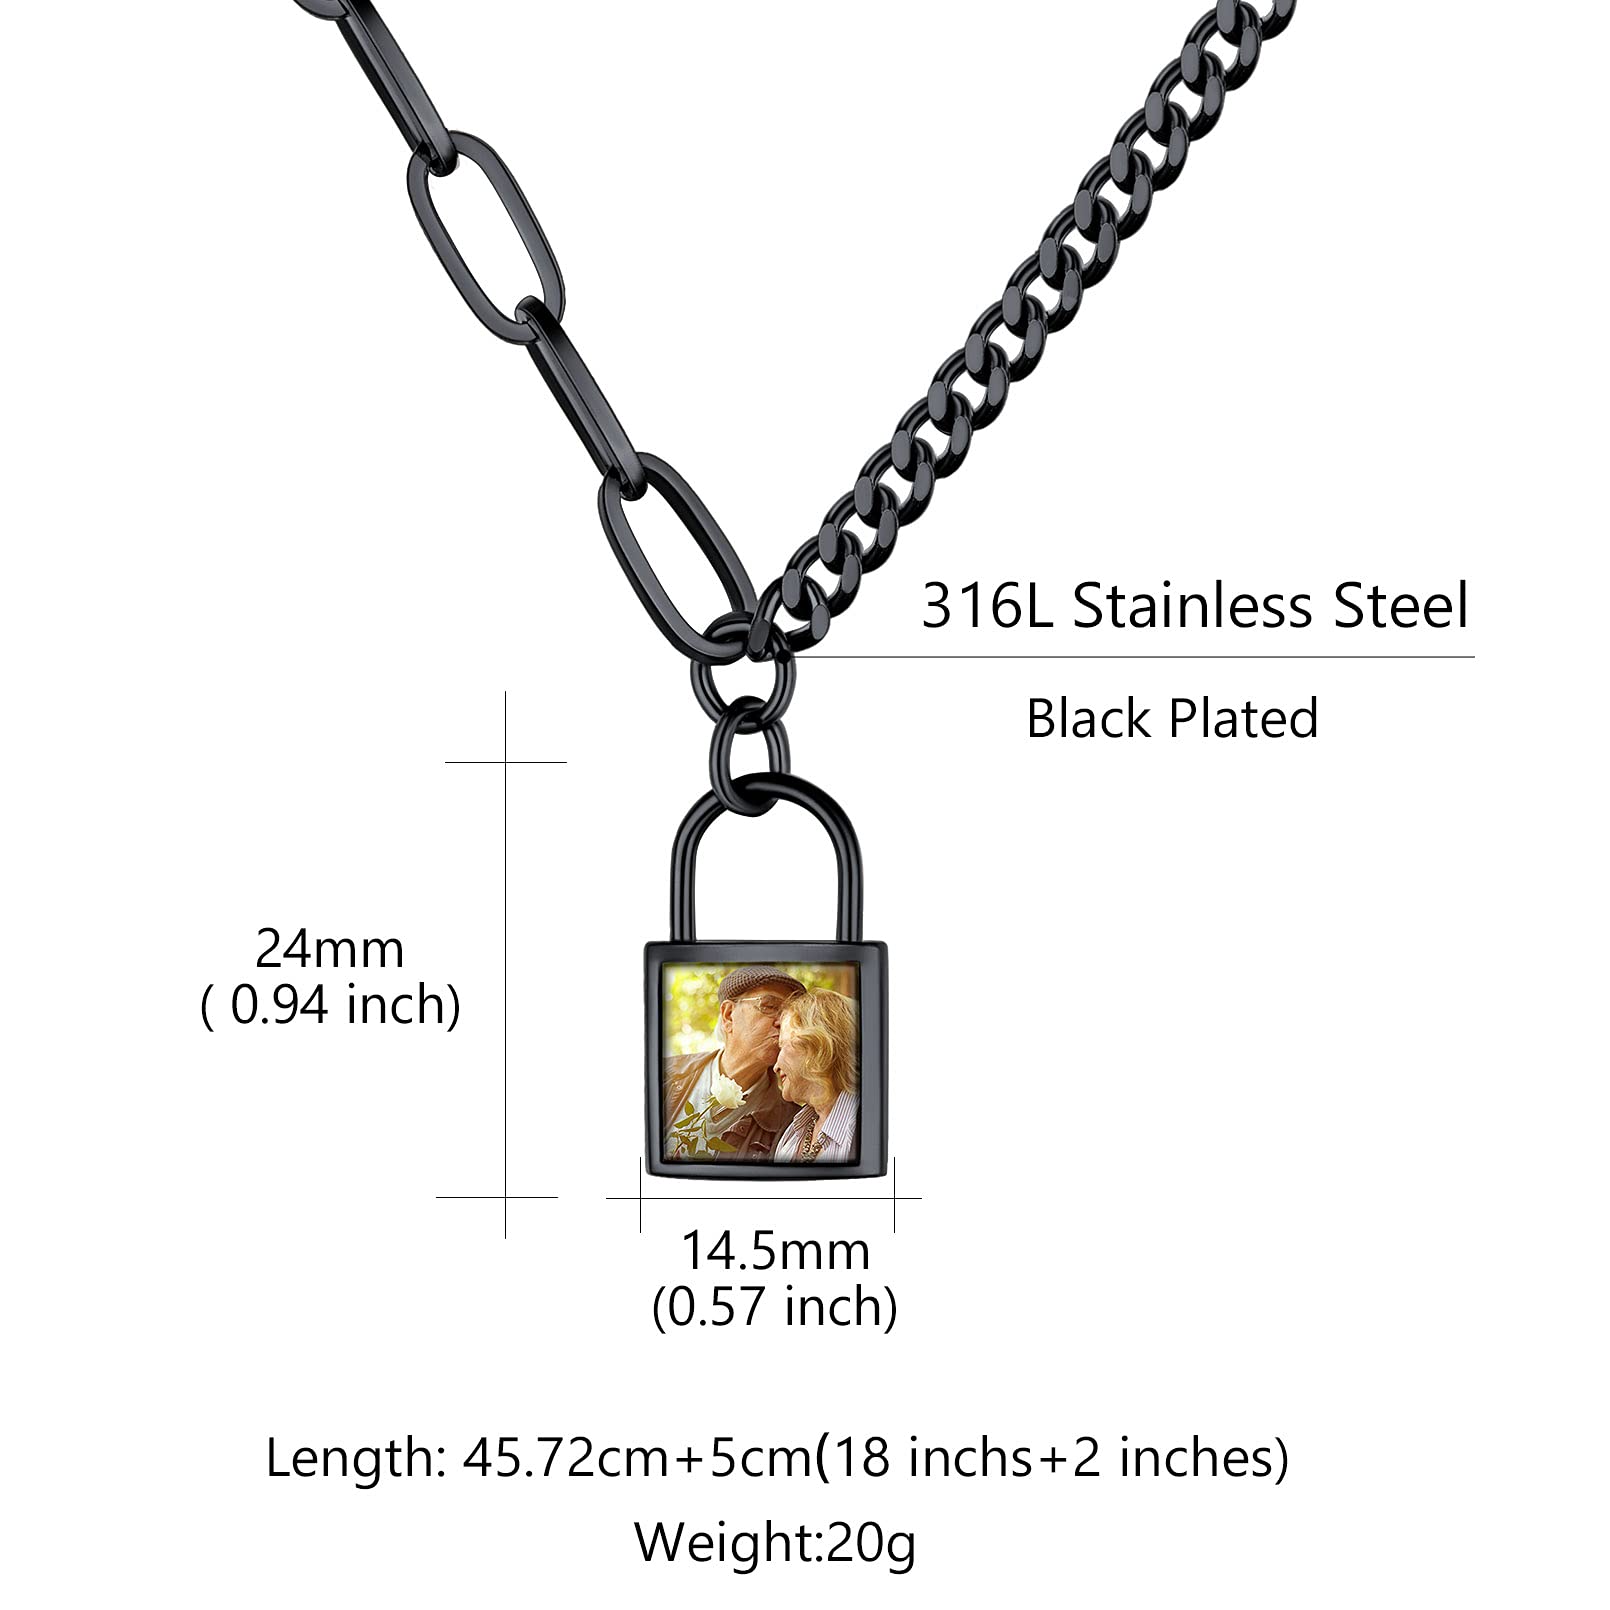 316L Stainless Steel
Black Plated
24mm
( 0.94 inch)
14.5mm
(0.57 inch)
Length: 45.72cm+5cm(18 inchs+2 inches)
Weight:20g